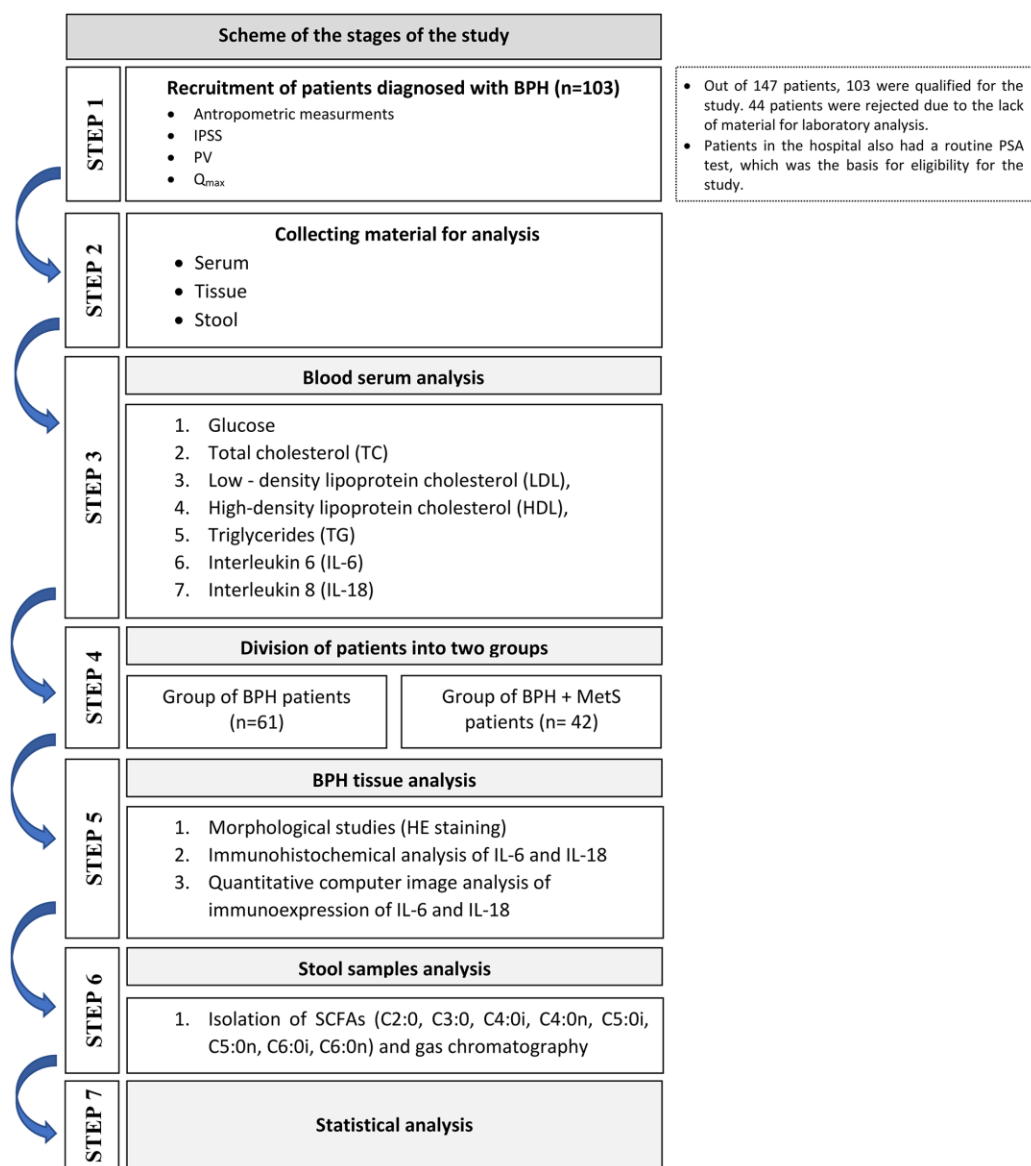 Scheme of the stages of the study
STEP 1
Recruitment of patients diagnosed with BPH (n=103)
• Antropometric measurments
• IPSS
• PV
• Qmax
• Out of 147 patients, 103 were qualified for the
study. 44 patients were rejected due to the lack
of material for laboratory analysis.
• Patients in the hospital also had a routine PSA
test, which was the basis for eligibility for the
study.
STEP 2
Collecting material for analysis
• Serum
• Tissue
• Stool
STEP 3
Blood serum analysis
1. Glucose
2. Total cholesterol (TC)
3. Low - density lipoprotein cholesterol (LDL),
4. High-density lipoprotein cholesterol (HDL),
5. Triglycerides (TG)
6. Interleukin 6 (IL-6)
7. Interleukin 8 (IL-18)
STEP 4
Division of patients into two groups
Group of BPH patients
(n=61)
Group of BPH + MetS
patients (n= 42)
STEP 5
BPH tissue analysis
1. Morphological studies (HE staining)
2. Immunohistochemical analysis of IL-6 and IL-18
3. Quantitative computer image analysis of
immunoexpression of IL-6 and IL-18
STEP 6
Stool samples analysis
1. Isolation of SCFAs (C2:0, C3:0, C4:0i, C4:0n, C5:0i,
C5:0n, C6:0i, C6:0n) and gas chromatography
STEP 7
Statistical analysis